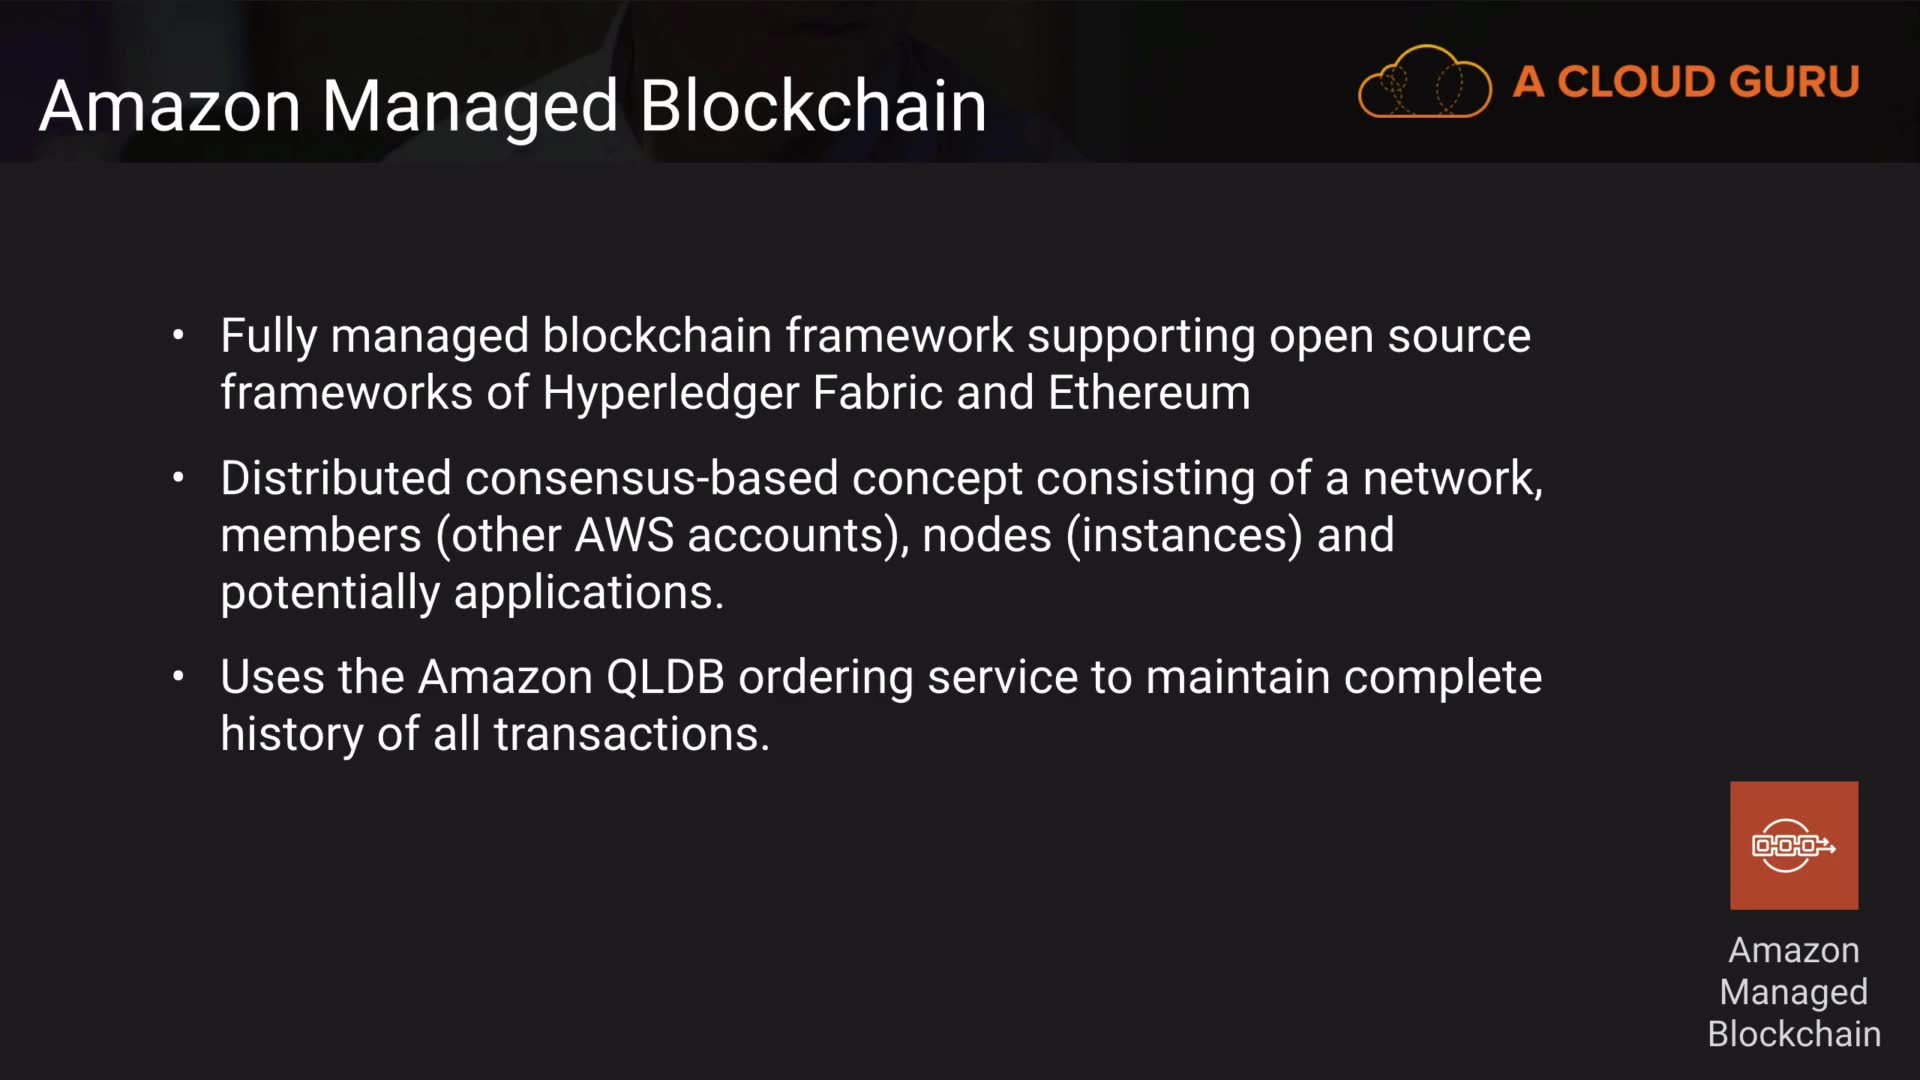 Amazon Managed Blockchain
A CLOUD GURU
• Fully managed blockchain framework supporting open source
frameworks of Hyperledger Fabric and Ethereum
• Distributed consensus-based concept consisting of a network,
members (other AWS accounts), nodes (instances) and
potentially applications.
• Uses the Amazon QLDB ordering service to maintain complete
history of all transactions.
Amazon
Managed
Blockchain